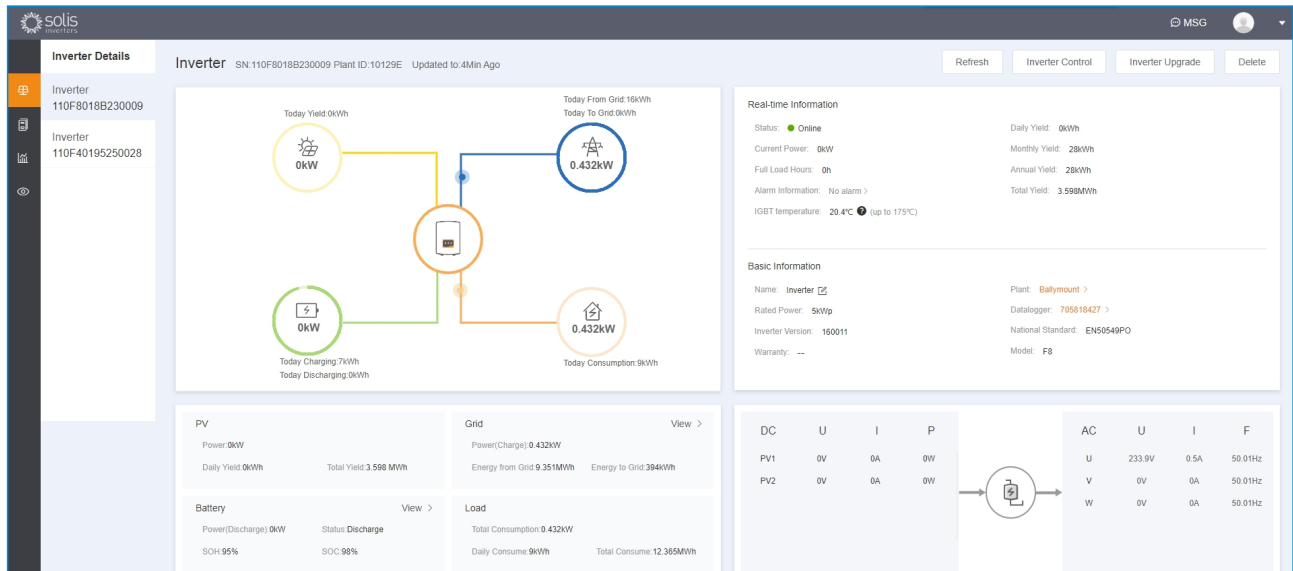 solis
inverters
MSG
Inverter Details
Inverter
110F8018B230009
Inverter
110F40195250028
Inverter SN:110F8018B230009 Plant ID:10129E Updated to:4Min Ago
Refresh Inverter Control Inverter Upgrade Delete
Today Yield:0kWh
0kW
Today From Grid:16kWh
Today To Grid:0kWh
0.432kW
0kW
Today Charging:7kWh
Today Discharging:0kWh
0.432kW
Today Consumption:9kWh
Real-time Information
Status: Online Daily Yield: 0kWh
Current Power: 0kW Monthly Yield: 28kWh
Full Load Hours: 0h Annual Yield: 28kWh
Alarm Information: No alarm > Total Yield: 3.598MWh
IGBT temperature: 20.4℃ ? (up to 175℃)
Basic Information
Name: Inverter Plant: Ballymount >
Rated Power: 5kWp Datalogger: 705818427 >
Inverter Version: 160011 National Standard: EN50549PO
Warranty: -- Model: F8
PV
Power:0kW
Daily Yield:0kWh Total Yield:3.598 MWh
Grid View >
Power(Charge):0.432kW
Energy from Grid:9.351MWh Energy to Grid:394kWh
Battery View >
Power(Discharge):0kW Status:Discharge
SOH:95% SOC:98%
Load
Total Consumption:0.432kW
Daily Consume:9kWh Total Consume:12.365MWh
DC U I P
PV1 0V 0A 0W
PV2 0V 0A 0W
AC U I F
U 233.9V 0.5A 50.01Hz
V 0V 0A 50.01Hz
W 0V 0A 50.01Hz